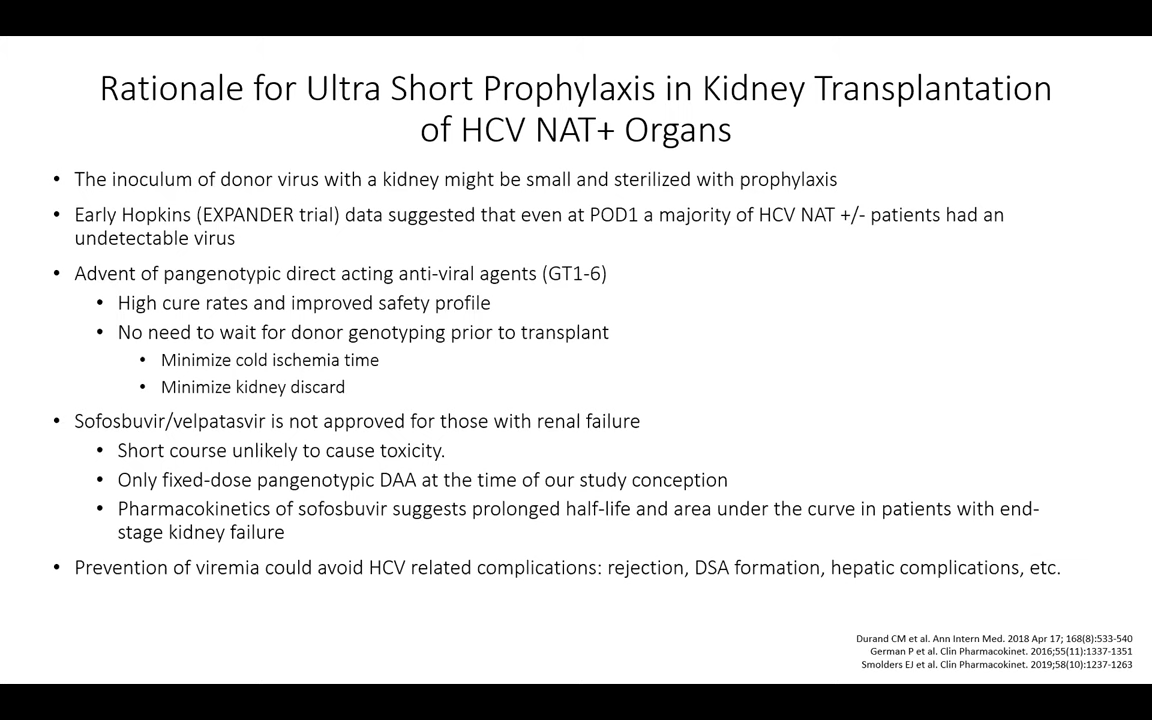 Rationale for Ultra Short Prophylaxis in Kidney Transplantation
of HCV NAT+ Organs
• The inoculum of donor virus with a kidney might be small and sterilized with prophylaxis
• Early Hopkins (EXPANDER trial) data suggested that even at POD1 a majority of HCV NAT +/- patients had an
undetectable virus
• Advent of pangenotypic direct acting anti-viral agents (GT1-6)
• High cure rates and improved safety profile
• No need to wait for donor genotyping prior to transplant
• Minimize cold ischemia time
• Minimize kidney discard
• Sofosbuvir/velpatasvir is not approved for those with renal failure
• Short course unlikely to cause toxicity.
• Only fixed-dose pangenotypic DAA at the time of our study conception
• Pharmacokinetics of sofosbuvir suggests prolonged half-life and area under the curve in patients with end-
stage kidney failure
• Prevention of viremia could avoid HCV related complications: rejection, DSA formation, hepatic complications, etc.
Durand CM et al. Ann Intern Med. 2018 Apr 17; 168(8):533-540
German P et al. Clin Pharmacokinet. 2016;55(11):1337-1351
Smolders EJ et al. Clin Pharmacokinet. 2019;58(10):1237-1263